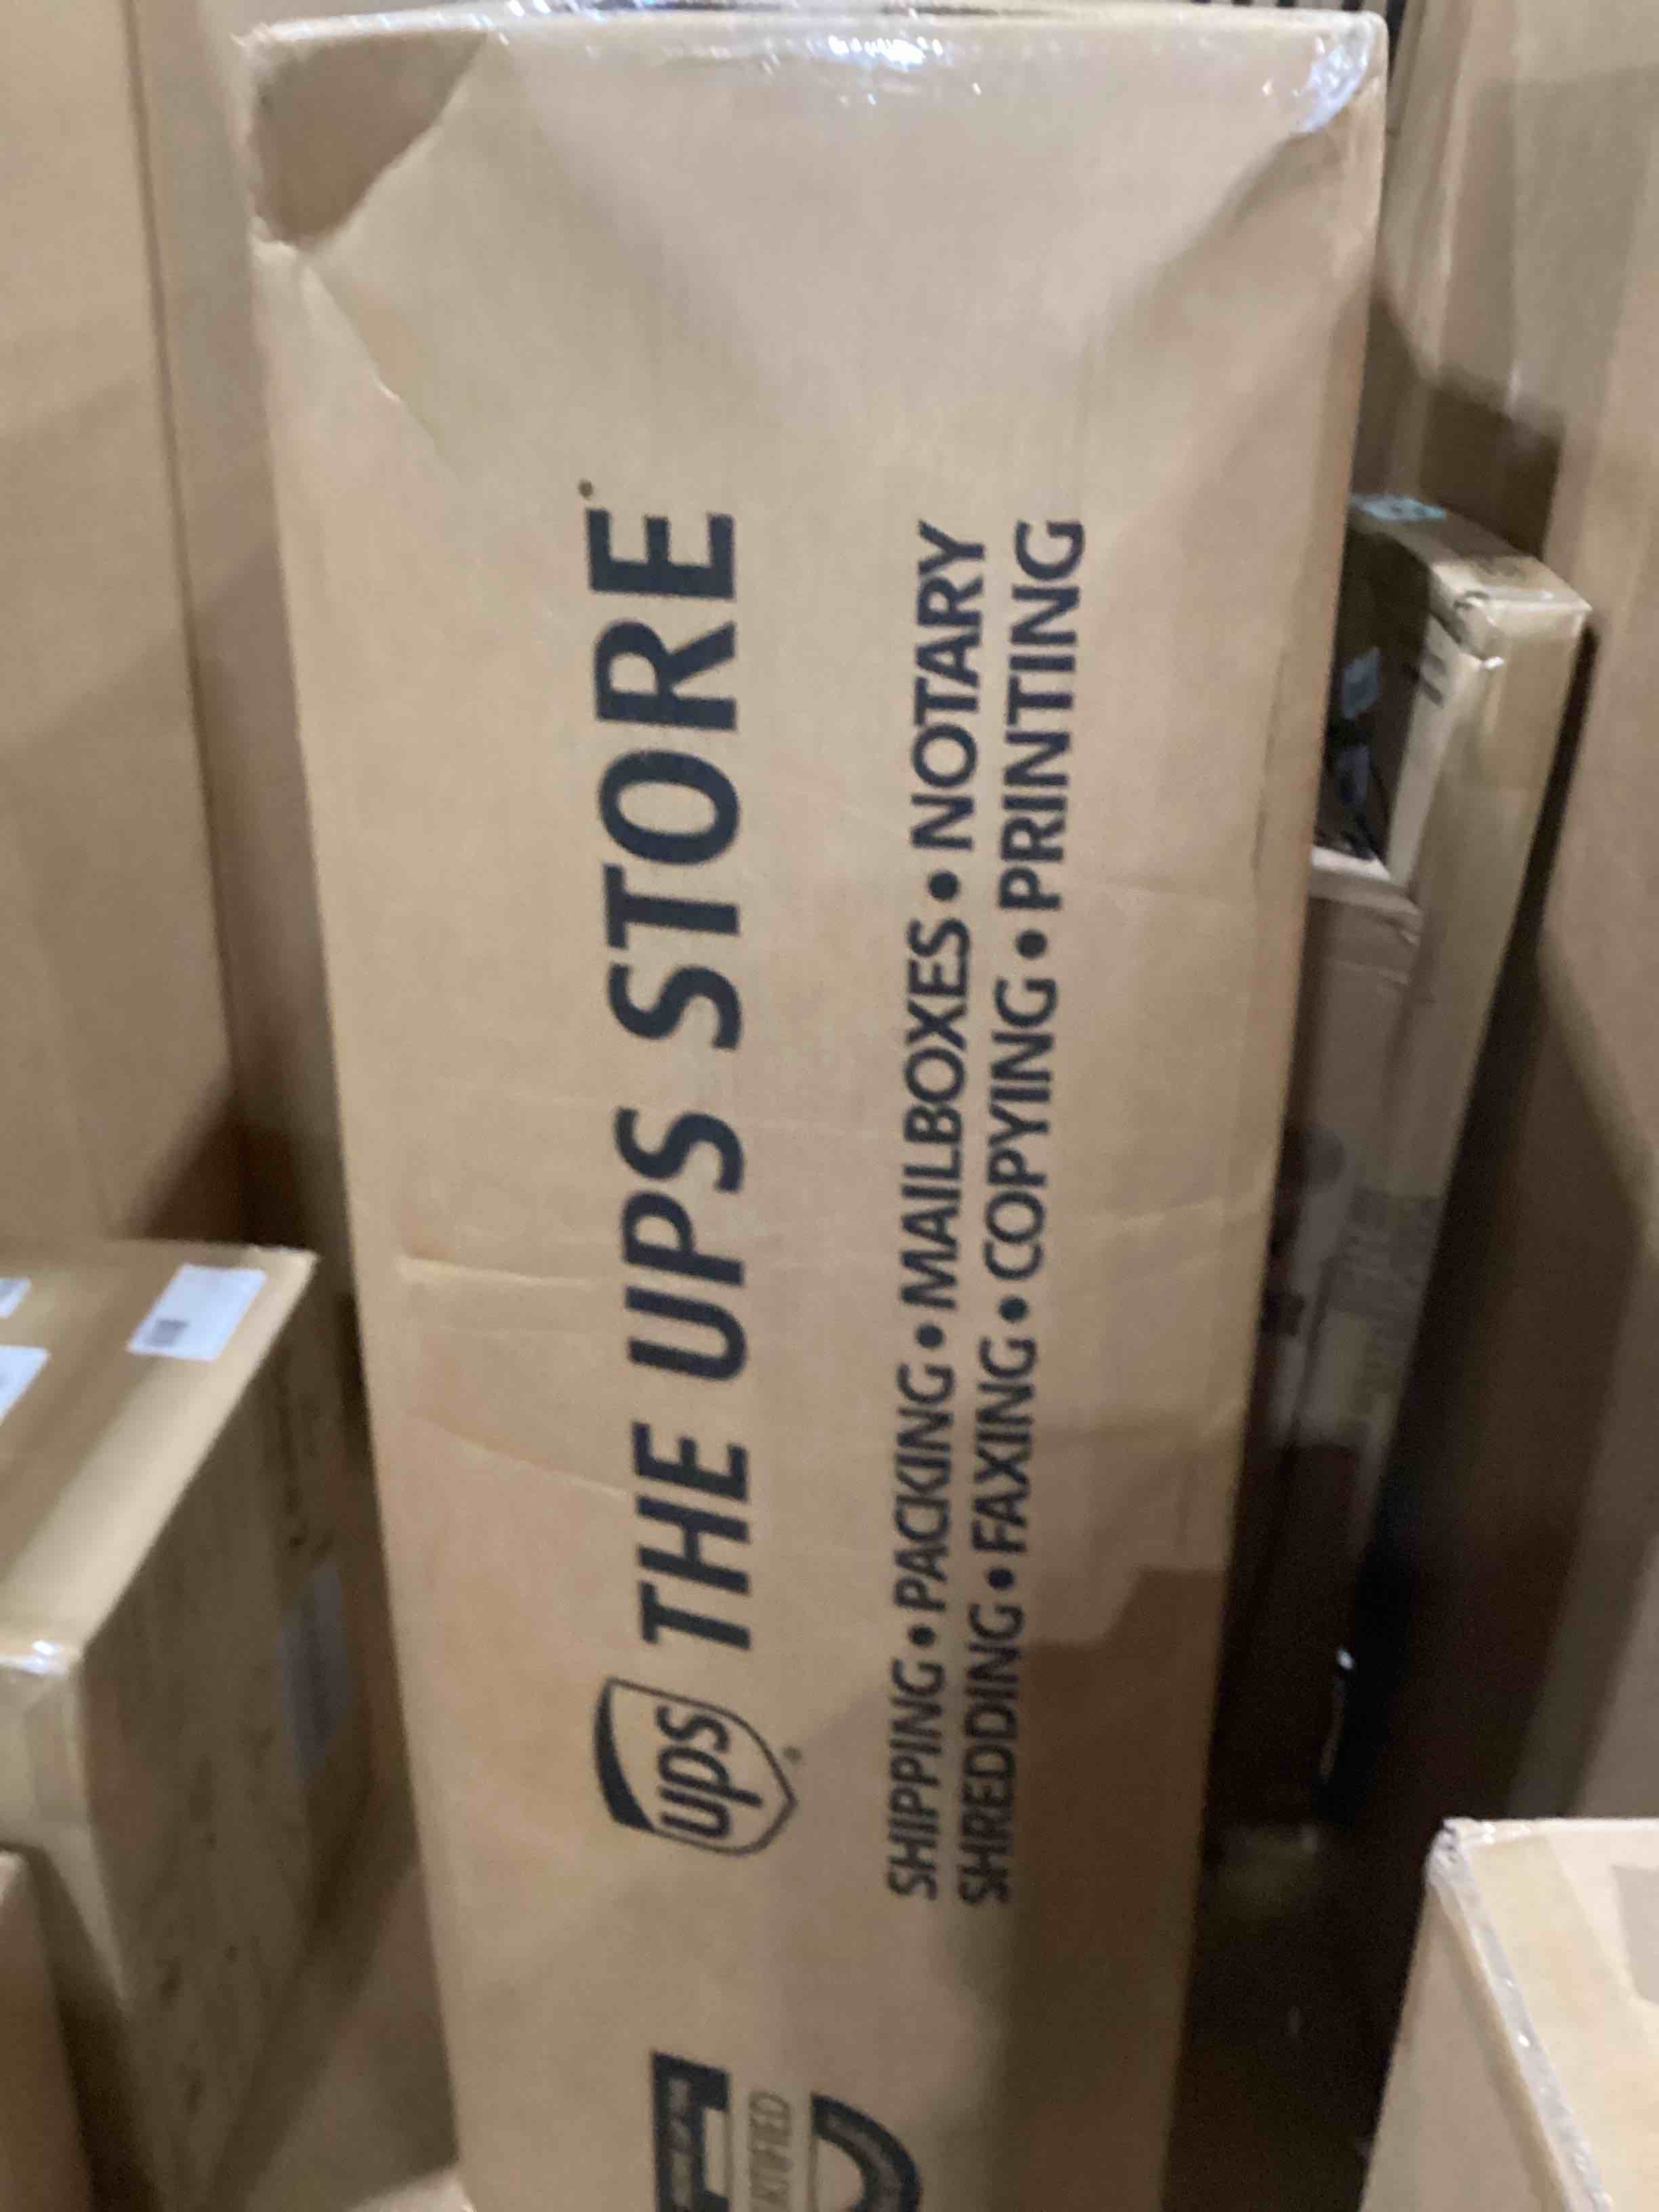 ups THE UPS STORE
SHIPPING • PACKING • MAILBOXES • NOTARY
SHREDDING • FAXING • COPYING • PRINTING